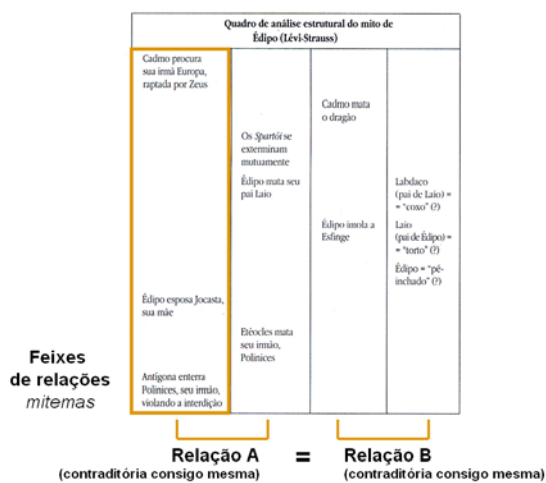 Quadro de análise estrutural do mito de
Édipo (Lévi-Strauss)
Cadmo procura
sua irmã Europa,
raptada por Zeus
Cadmo mata
o dragão
Os Spartói se
exterminam
mutuamente
Édipo mata seu
pai Laio
Labdaco
(pai de Laio) =
= "coxo" (?)
Édipo imola a
Esfinge
Laio
(pai de Édipo) =
= "torto" (?)
Édipo = "pé-
inchado" (?)
Édipo esposa Jocasta,
sua mãe
Etéocles mata
seu irmão,
Polinices
Antígona enterra
Polinices, seu irmão,
violando a interdição
Feixes
de relações
mitemas
Relação A = Relação B
(contraditória consigo mesma) (contraditória consigo mesma)